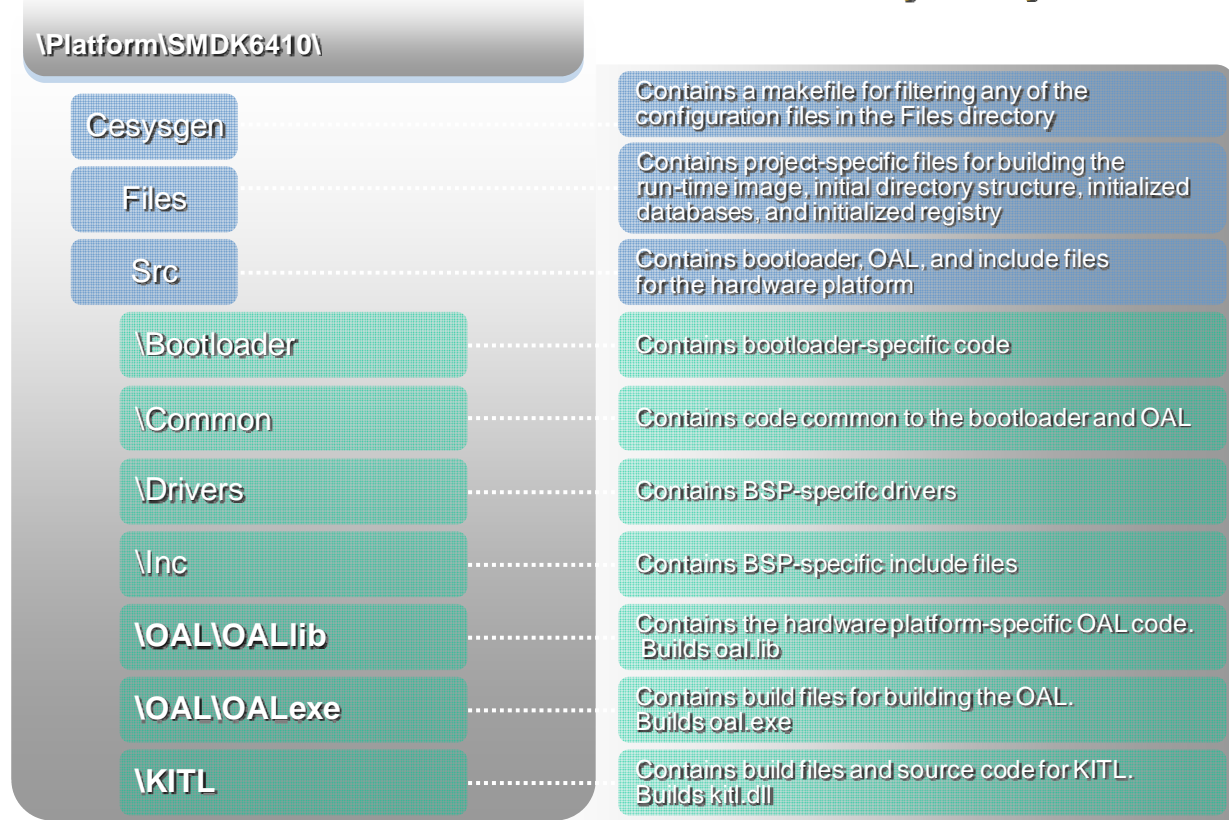 \Platform\SMDK6410\
Cesysgen
Contains a makefile for filtering any of the
configuration files in the Files directory
Files
Contains project-specific files for building the
run-time image, initial directory structure, initialized
databases, and initialized registry
Src
Contains bootloader, OAL, and include files
for the hardware platform
\Bootloader
Contains bootloader-specific code
\Common
Contains code common to the bootloader and OAL
\Drivers
Contains BSP-specifc drivers
\Inc
Contains BSP-specific include files
\OAL\OALlib
Contains the hardware platform-specific OAL code.
Builds oal.lib
\OAL\OALexe
Contains build files for building the OAL.
Builds oal.exe
\KITL
Contains build files and source code for KITL.
Builds kitl.dll